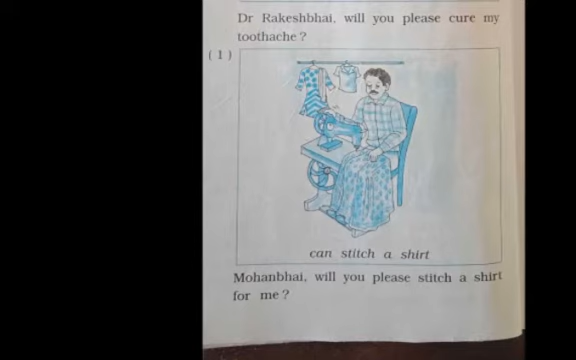 Dr Rakeshbhai, will you please cure my
toothache ?
( 1 )
can stitch a shirt
Mohanbhai, will you please stitch a shirt
for me ?